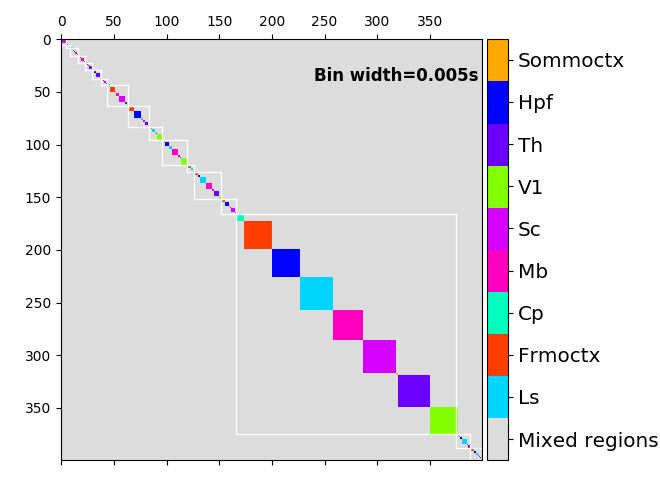 0 50 100 150 200 250 300 350
0
50
100
150
200
250
300
350
Bin width=0.005s
Sommoctx
Hpf
Th
V1
Sc
Mb
Cp
Frmoctx
Ls
Mixed regions